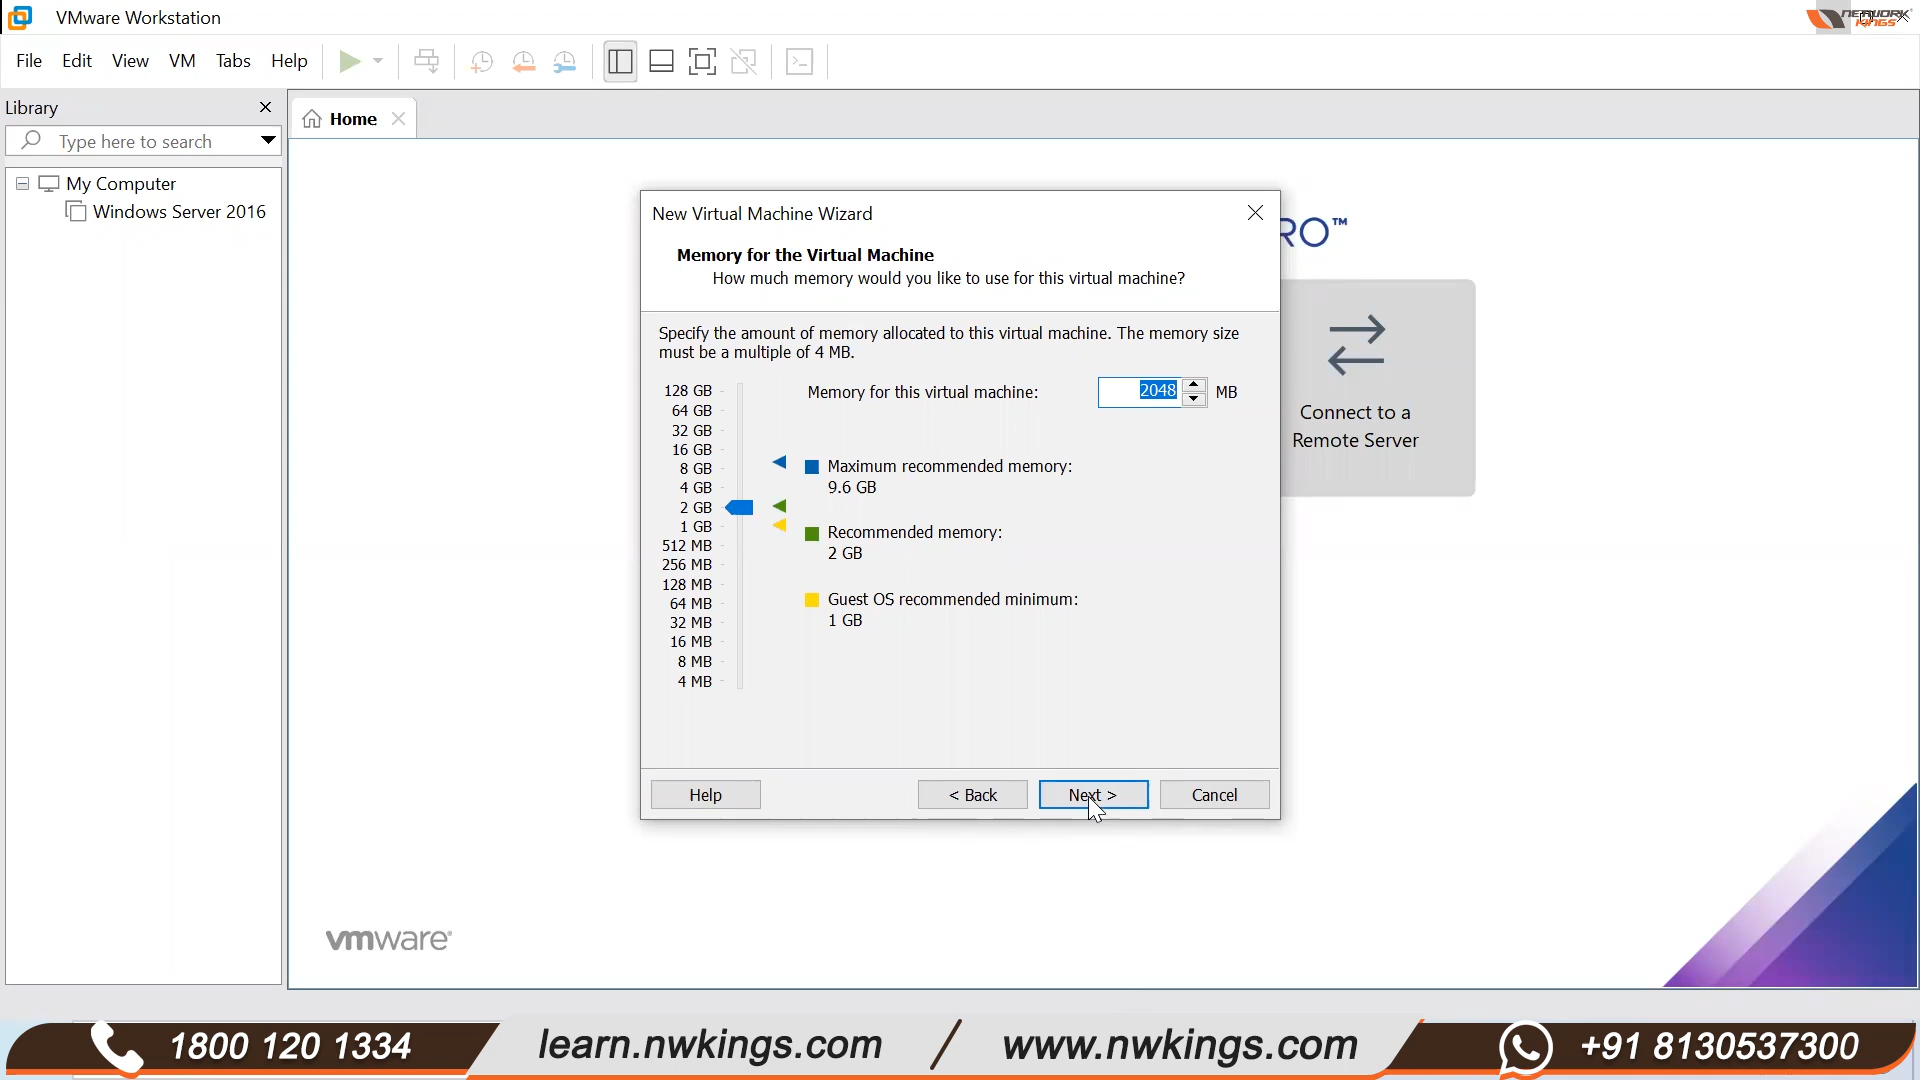 VMware Workstation
NETWORK
KINGS
File Edit View VM Tabs Help
Library
Home
Type here to search
My Computer
Windows Server 2016
RO™
Connect to a
Remote Server
New Virtual Machine Wizard
Memory for the Virtual Machine
How much memory would you like to use for this virtual machine?
Specify the amount of memory allocated to this virtual machine. The memory size
must be a multiple of 4 MB.
128 GB
64 GB
32 GB
16 GB
8 GB
4 GB
2 GB
1 GB
512 MB
256 MB
128 MB
64 MB
32 MB
16 MB
8 MB
4 MB
Memory for this virtual machine: 2048 MB
Maximum recommended memory:
9.6 GB
Recommended memory:
2 GB
Guest OS recommended minimum:
1 GB
Help < Back Next > Cancel
vmware®
1800 120 1334 learn.nwkings.com / www.nwkings.com +91 8130537300